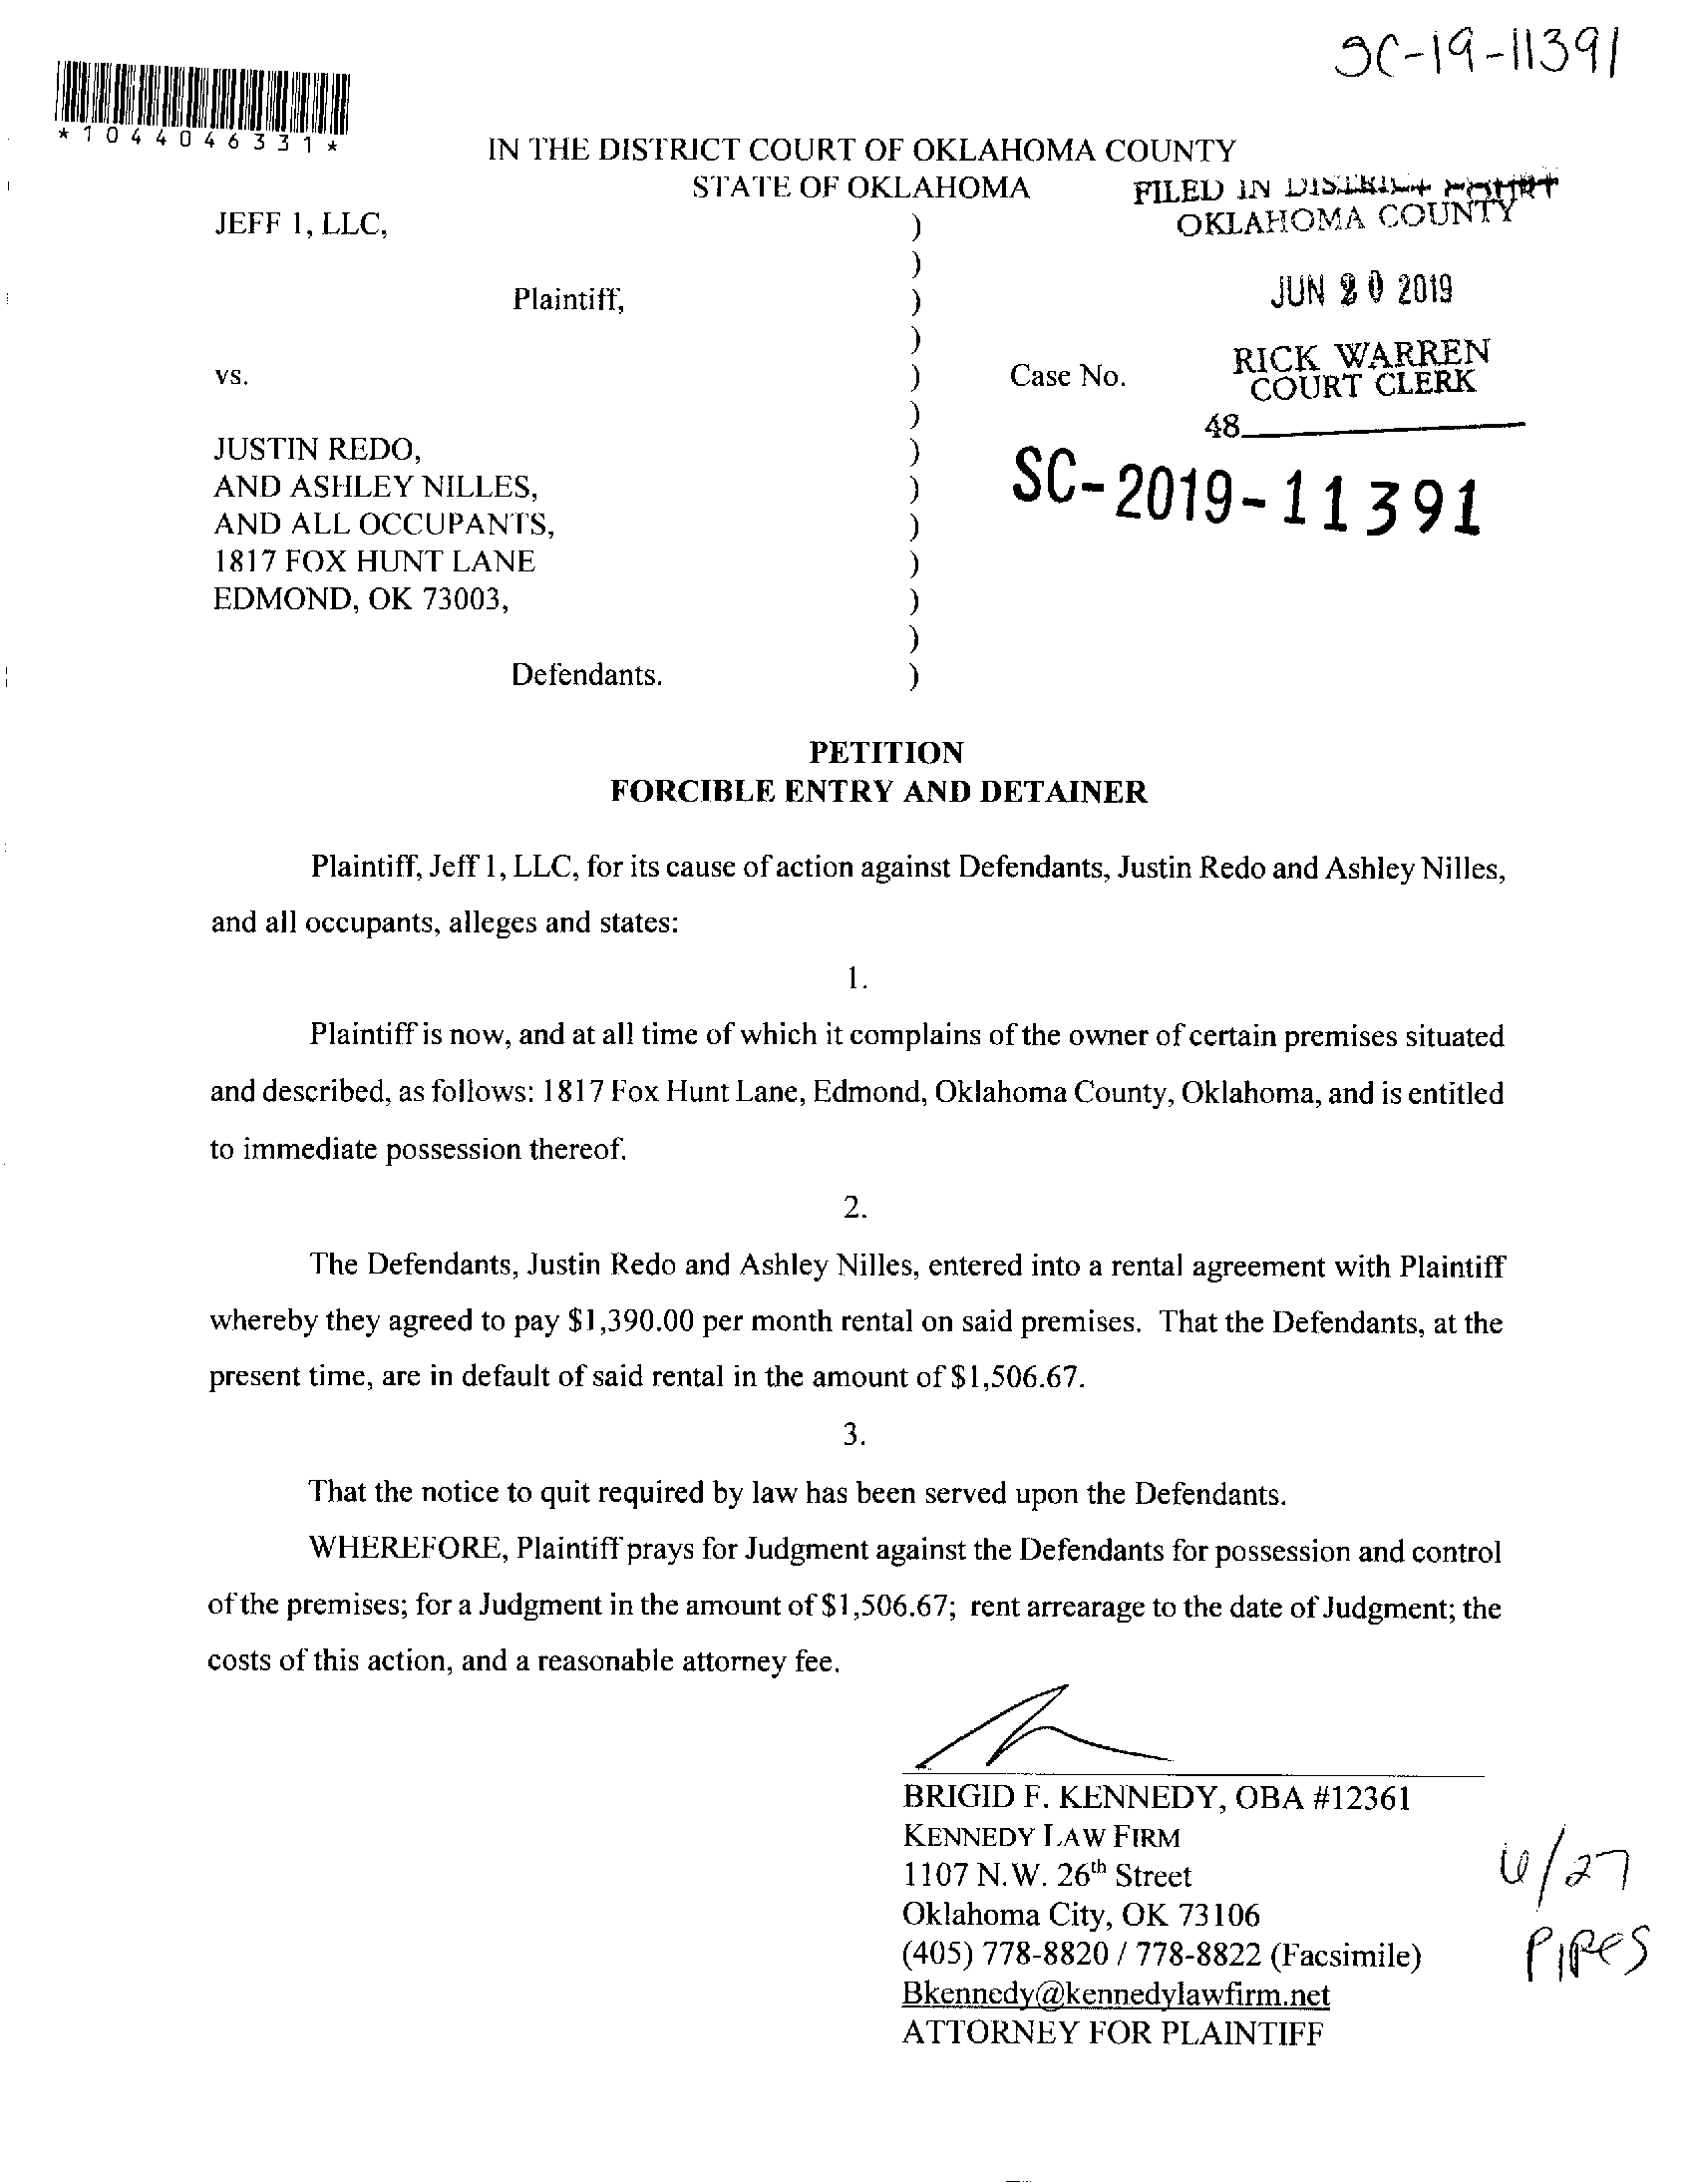 SC-19-11391
*1044046331*
IN THE DISTRICT COURT OF OKLAHOMA COUNTY
STATE OF OKLAHOMA
FILED IN DISTRICT COURT
OKLAHOMA COUNTY
JUN 20 2019
RICK WARREN
COURT CLERK
48
JEFF 1, LLC, )
)
Plaintiff, )
)
vs. ) Case No.
)
JUSTIN REDO, )
AND ASHLEY NILLES, ) SC-2019-11391
AND ALL OCCUPANTS, )
1817 FOX HUNT LANE )
EDMOND, OK 73003, )
)
Defendants. )
PETITION
FORCIBLE ENTRY AND DETAINER
Plaintiff, Jeff 1, LLC, for its cause of action against Defendants, Justin Redo and Ashley Nilles,
and all occupants, alleges and states:
1.
Plaintiff is now, and at all time of which it complains of the owner of certain premises situated
and described, as follows: 1817 Fox Hunt Lane, Edmond, Oklahoma County, Oklahoma, and is entitled
to immediate possession thereof.
2.
The Defendants, Justin Redo and Ashley Nilles, entered into a rental agreement with Plaintiff
whereby they agreed to pay $1,390.00 per month rental on said premises. That the Defendants, at the
present time, are in default of said rental in the amount of $1,506.67.
3.
That the notice to quit required by law has been served upon the Defendants.
WHEREFORE, Plaintiff prays for Judgment against the Defendants for possession and control
of the premises; for a Judgment in the amount of $1,506.67; rent arrearage to the date of Judgment; the
costs of this action, and a reasonable attorney fee.
BRIGID F. KENNEDY, OBA #12361
KENNEDY LAW FIRM
1107 N.W. 26th Street
Oklahoma City, OK 73106
(405) 778-8820 / 778-8822 (Facsimile)
Bkennedy@kennedylawfirm.net
ATTORNEY FOR PLAINTIFF
6/27
PIPES